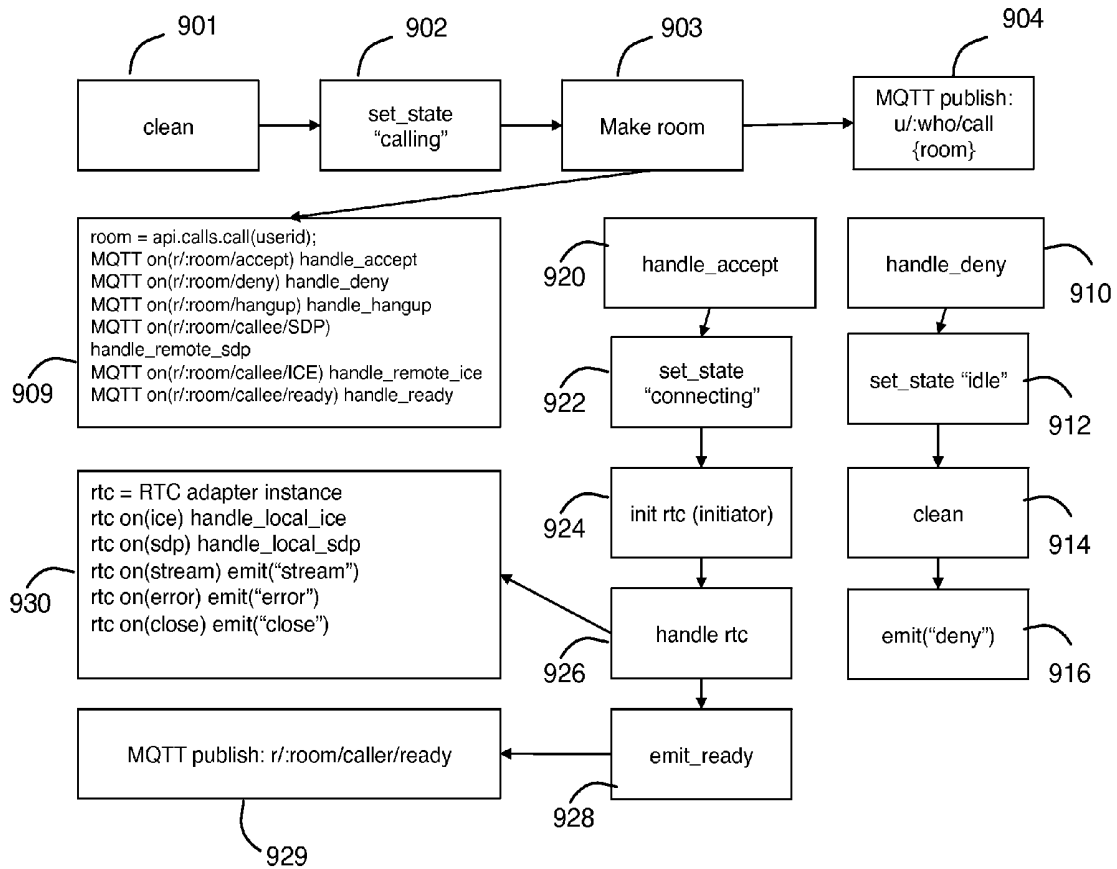 901
902
903
904
clean
set_state
“calling”
Make room
MQTT publish:
u/:who/call
{room}
room = api.calls.call(userid);
MQTT on(r/:room/accept) handle_accept
MQTT on(r/:room/deny) handle_deny
MQTT on(r/:room/hangup) handle_hangup
MQTT on(r/:room/callee/SDP)
handle_remote_sdp
MQTT on(r/:room/callee/ICE) handle_remote_ice
MQTT on(r/:room/callee/ready) handle_ready
909
handle_accept
920
handle_deny
910
set_state
“connecting”
922
set_state “idle”
912
init rtc (initiator)
924
clean
914
rtc = RTC adapter instance
rtc on(ice) handle_local_ice
rtc on(sdp) handle_local_sdp
rtc on(stream) emit(“stream”)
rtc on(error) emit(“error”)
rtc on(close) emit(“close”)
930
handle rtc
926
emit(“deny”)
916
MQTT publish: r/:room/caller/ready
929
emit_ready
928